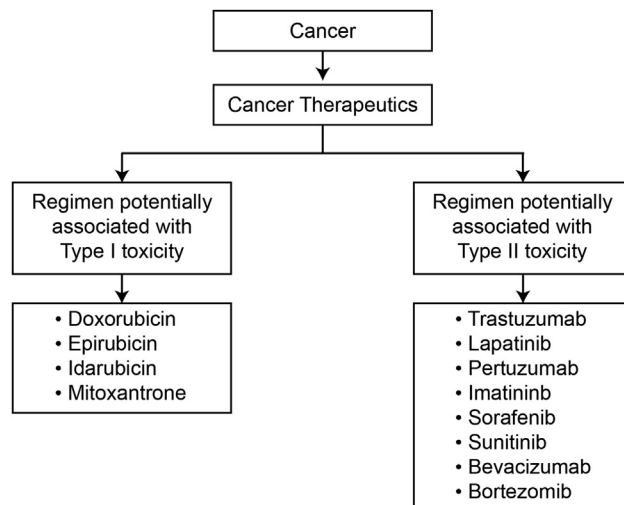 Cancer
Cancer Therapeutics
Regimen potentially
associated with
Type I toxicity
Regimen potentially
associated with
Type II toxicity
• Doxorubicin
• Epirubicin
• Idarubicin
• Mitoxantrone
• Trastuzumab
• Lapatinib
• Pertuzumab
• Imatininb
• Sorafenib
• Sunitinib
• Bevacizumab
• Bortezomib